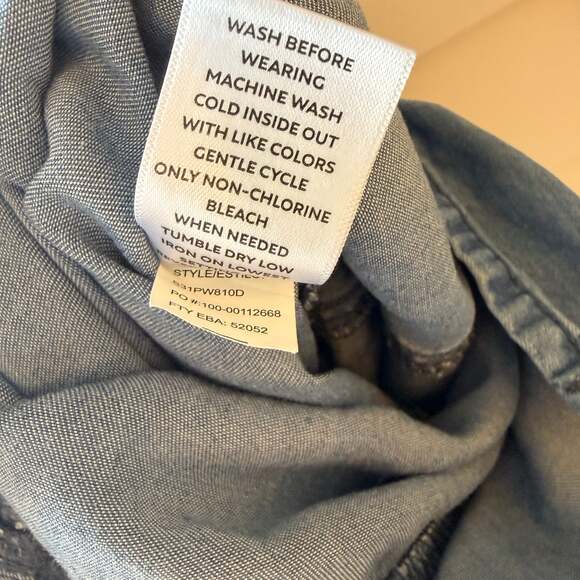 WASH BEFORE
WEARING
MACHINE WASH
COLD INSIDE OUT
WITH LIKE COLORS
GENTLE CYCLE
ONLY NON-CHLORINE
BLEACH
WHEN NEEDED
TUMBLE DRY LOW
IRON ON LOWEST
STYLE/ESTILO
S31PW810D
PO #:100-00112668
FTY EBA: 52052